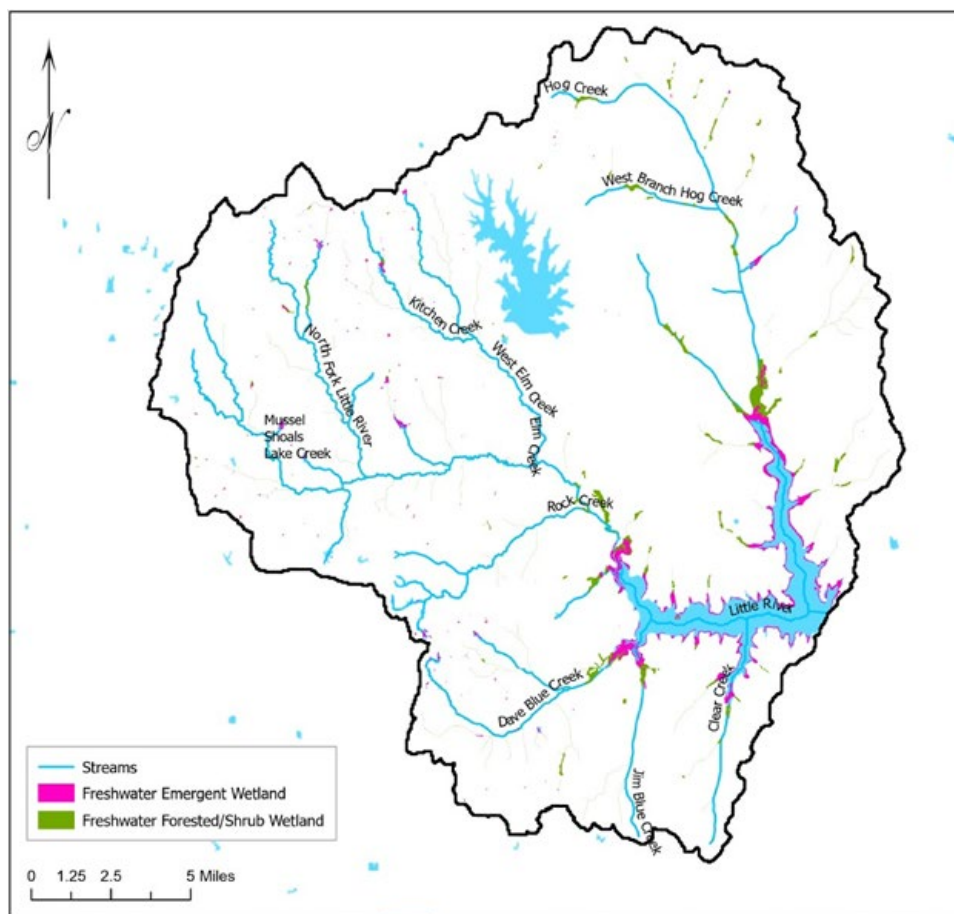 N
Hog Creek
West Branch Hog Creek
Kitchen Creek
North Fork Little River
West Elm Creek
Elm Creek
Mussel
Shoals
Lake Creek
Rock Creek
Little River
Dave Blue Creek
Clear Creek
Jim Blue Creek
Streams
Freshwater Emergent Wetland
Freshwater Forested/Shrub Wetland
0 1.25 2.5 5 Miles